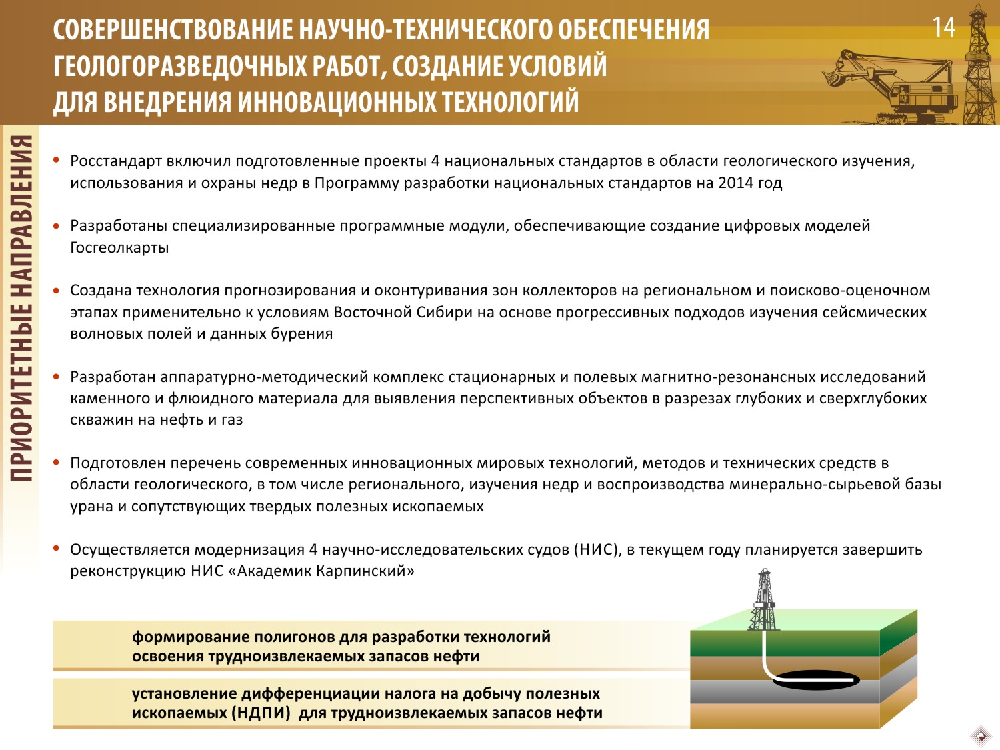 СОВЕРШЕНСТВОВАНИЕ НАУЧНО-ТЕХНИЧЕСКОГО ОБЕСПЕЧЕНИЯ
ГЕОЛОГОРАЗВЕДОЧНЫХ РАБОТ, СОЗДАНИЕ УСЛОВИЙ
ДЛЯ ВНЕДРЕНИЯ ИННОВАЦИОННЫХ ТЕХНОЛОГИЙ
14
ПРИОРИТЕТНЫЕ НАПРАВЛЕНИЯ
• Росстандарт включил подготовленные проекты 4 национальных стандартов в области геологического изучения,
использования и охраны недр в Программу разработки национальных стандартов на 2014 год
• Разработаны специализированные программные модули, обеспечивающие создание цифровых моделей
Госгеолкарты
• Создана технология прогнозирования и оконтуривания зон коллекторов на региональном и поисково-оценочном
этапах применительно к условиям Восточной Сибири на основе прогрессивных подходов изучения сейсмических
волновых полей и данных бурения
• Разработан аппаратурно-методический комплекс стационарных и полевых магнитно-резонансных исследований
каменного и флюидного материала для выявления перспективных объектов в разрезах глубоких и сверхглубоких
скважин на нефть и газ
• Подготовлен перечень современных инновационных мировых технологий, методов и технических средств в
области геологического, в том числе регионального, изучения недр и воспроизводства минерально-сырьевой базы
урана и сопутствующих твердых полезных ископаемых
• Осуществляется модернизация 4 научно-исследовательских судов (НИС), в текущем году планируется завершить
реконструкцию НИС «Академик Карпинский»
формирование полигонов для разработки технологий
освоения трудноизвлекаемых запасов нефти
установление дифференциации налога на добычу полезных
ископаемых (НДПИ) для трудноизвлекаемых запасов нефти